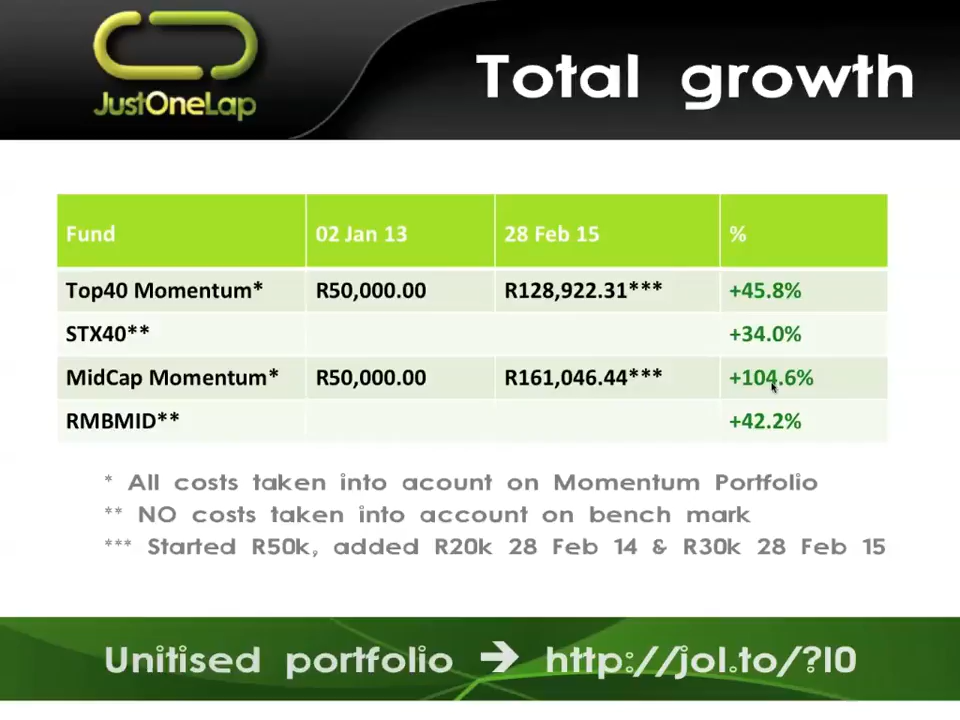 JustOneLap
Total growth
Fund 02 Jan 13 28 Feb 15 %
Top40 Momentum* R50,000.00 R128,922.31*** +45.8%
STX40** +34.0%
MidCap Momentum* R50,000.00 R161,046.44*** +104.6%
RMBMID** +42.2%
* All costs taken into acount on Momentum Portfolio
** NO costs taken into account on bench mark
*** Started R50k, added R20k 28 Feb 14 & R30k 28 Feb 15
Unitised portfolio → http://jol.to/?l0